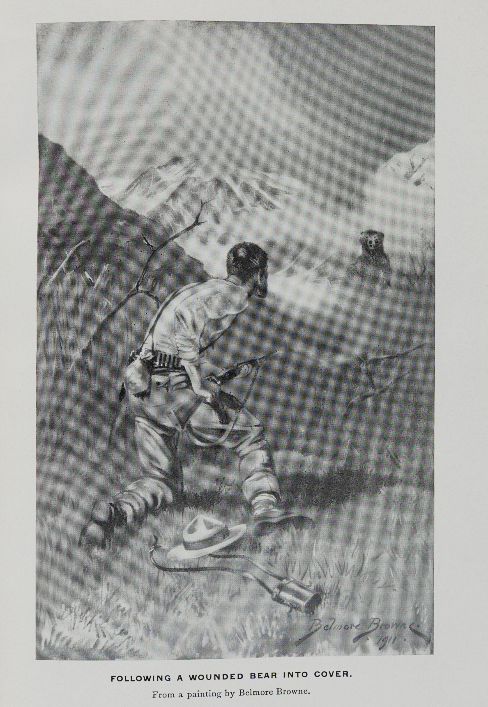 Belmore Browne
1911.
FOLLOWING A WOUNDED BEAR INTO COVER.
From a painting by Belmore Browne.